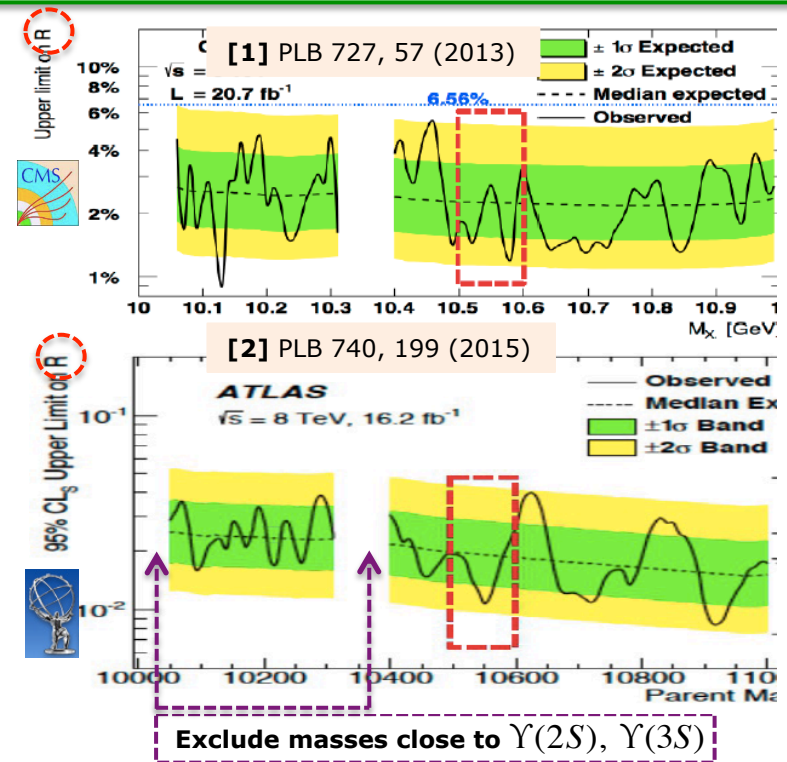 Upper limit on R
[1] PLB 727, 57 (2013)
√s =
L = 20.7 fb⁻¹
± 1σ Expected
± 2σ Expected
Median expected
Observed
6.56%
10%
8%
6%
4%
2%
1%
10 10.1 10.2 10.3 10.4 10.5 10.6 10.7 10.8 10.9
M_X [GeV]
CMS
[2] PLB 740, 199 (2015)
95% CL_S Upper Limit on R
ATLAS
√s = 8 TeV, 16.2 fb⁻¹
Observed
Median Ex
±1σ Band
±2σ Band
10⁻¹
10⁻²
10000 10200 10400 10600 10800 1100
Parent Ma
Exclude masses close to ϒ(2S), ϒ(3S)